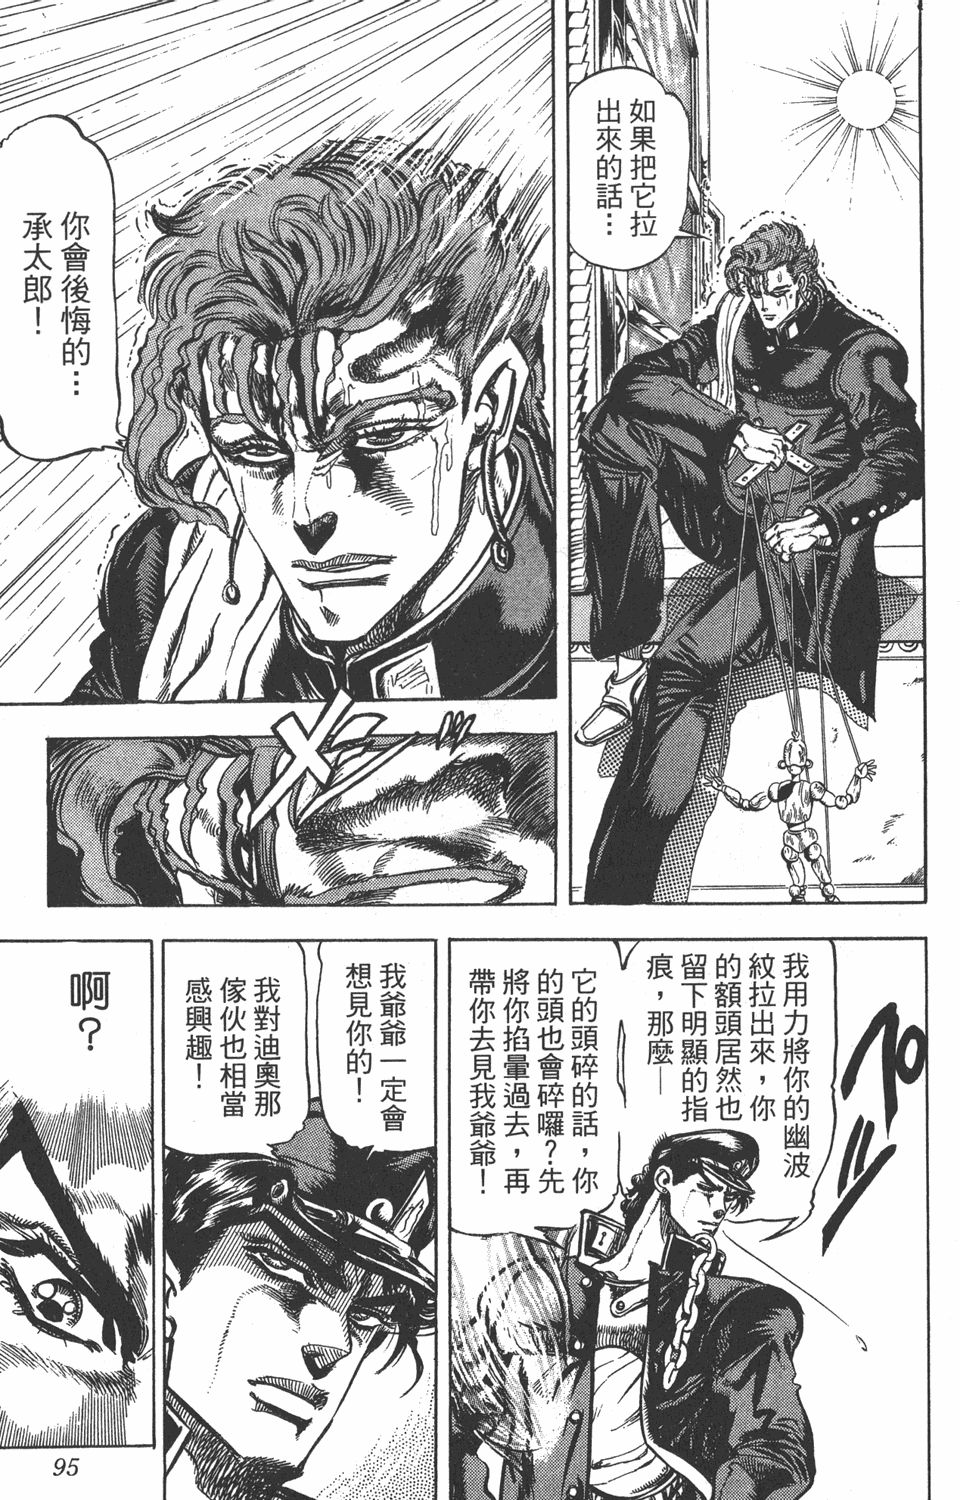 如果把它拉
出來的話…
你會後悔的…
承太郎！
我用力將你的幽波
紋拉出來，你
的額頭居然也
留下明顯的指
痕，那麼—
它的頭碎的話，你
的頭也會碎囉？先
將你掐暈過去，再
帶你去見我爺爺！
我爺爺一定會
想見你的！
我對迪奧那
傢伙也相當
感興趣！
啊？
95